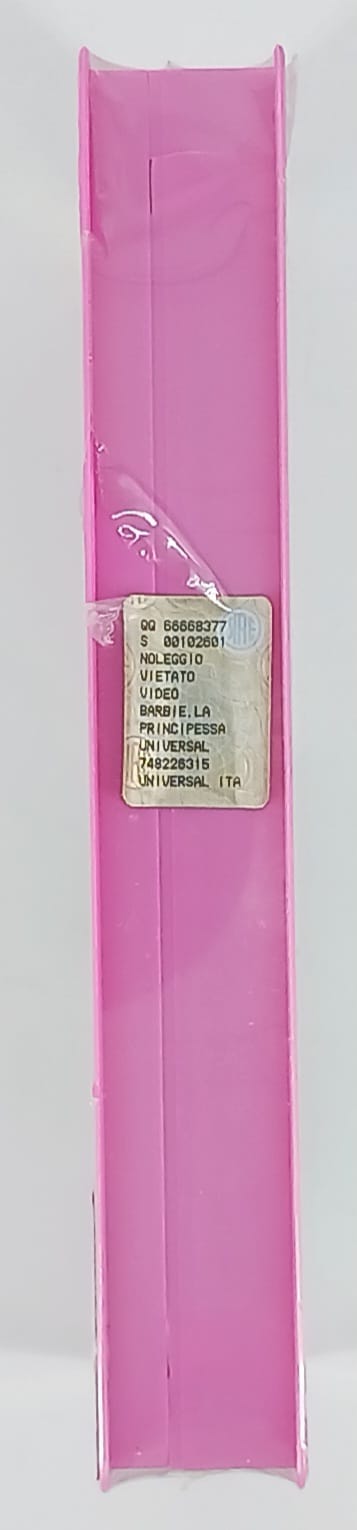 QQ 66668377
S 00102601
NOLEGGIO
VIETATO
VIDEO
BARBIE.LA
PRINCIPESSA
UNIVERSAL
748226315
UNIVERSAL ITA